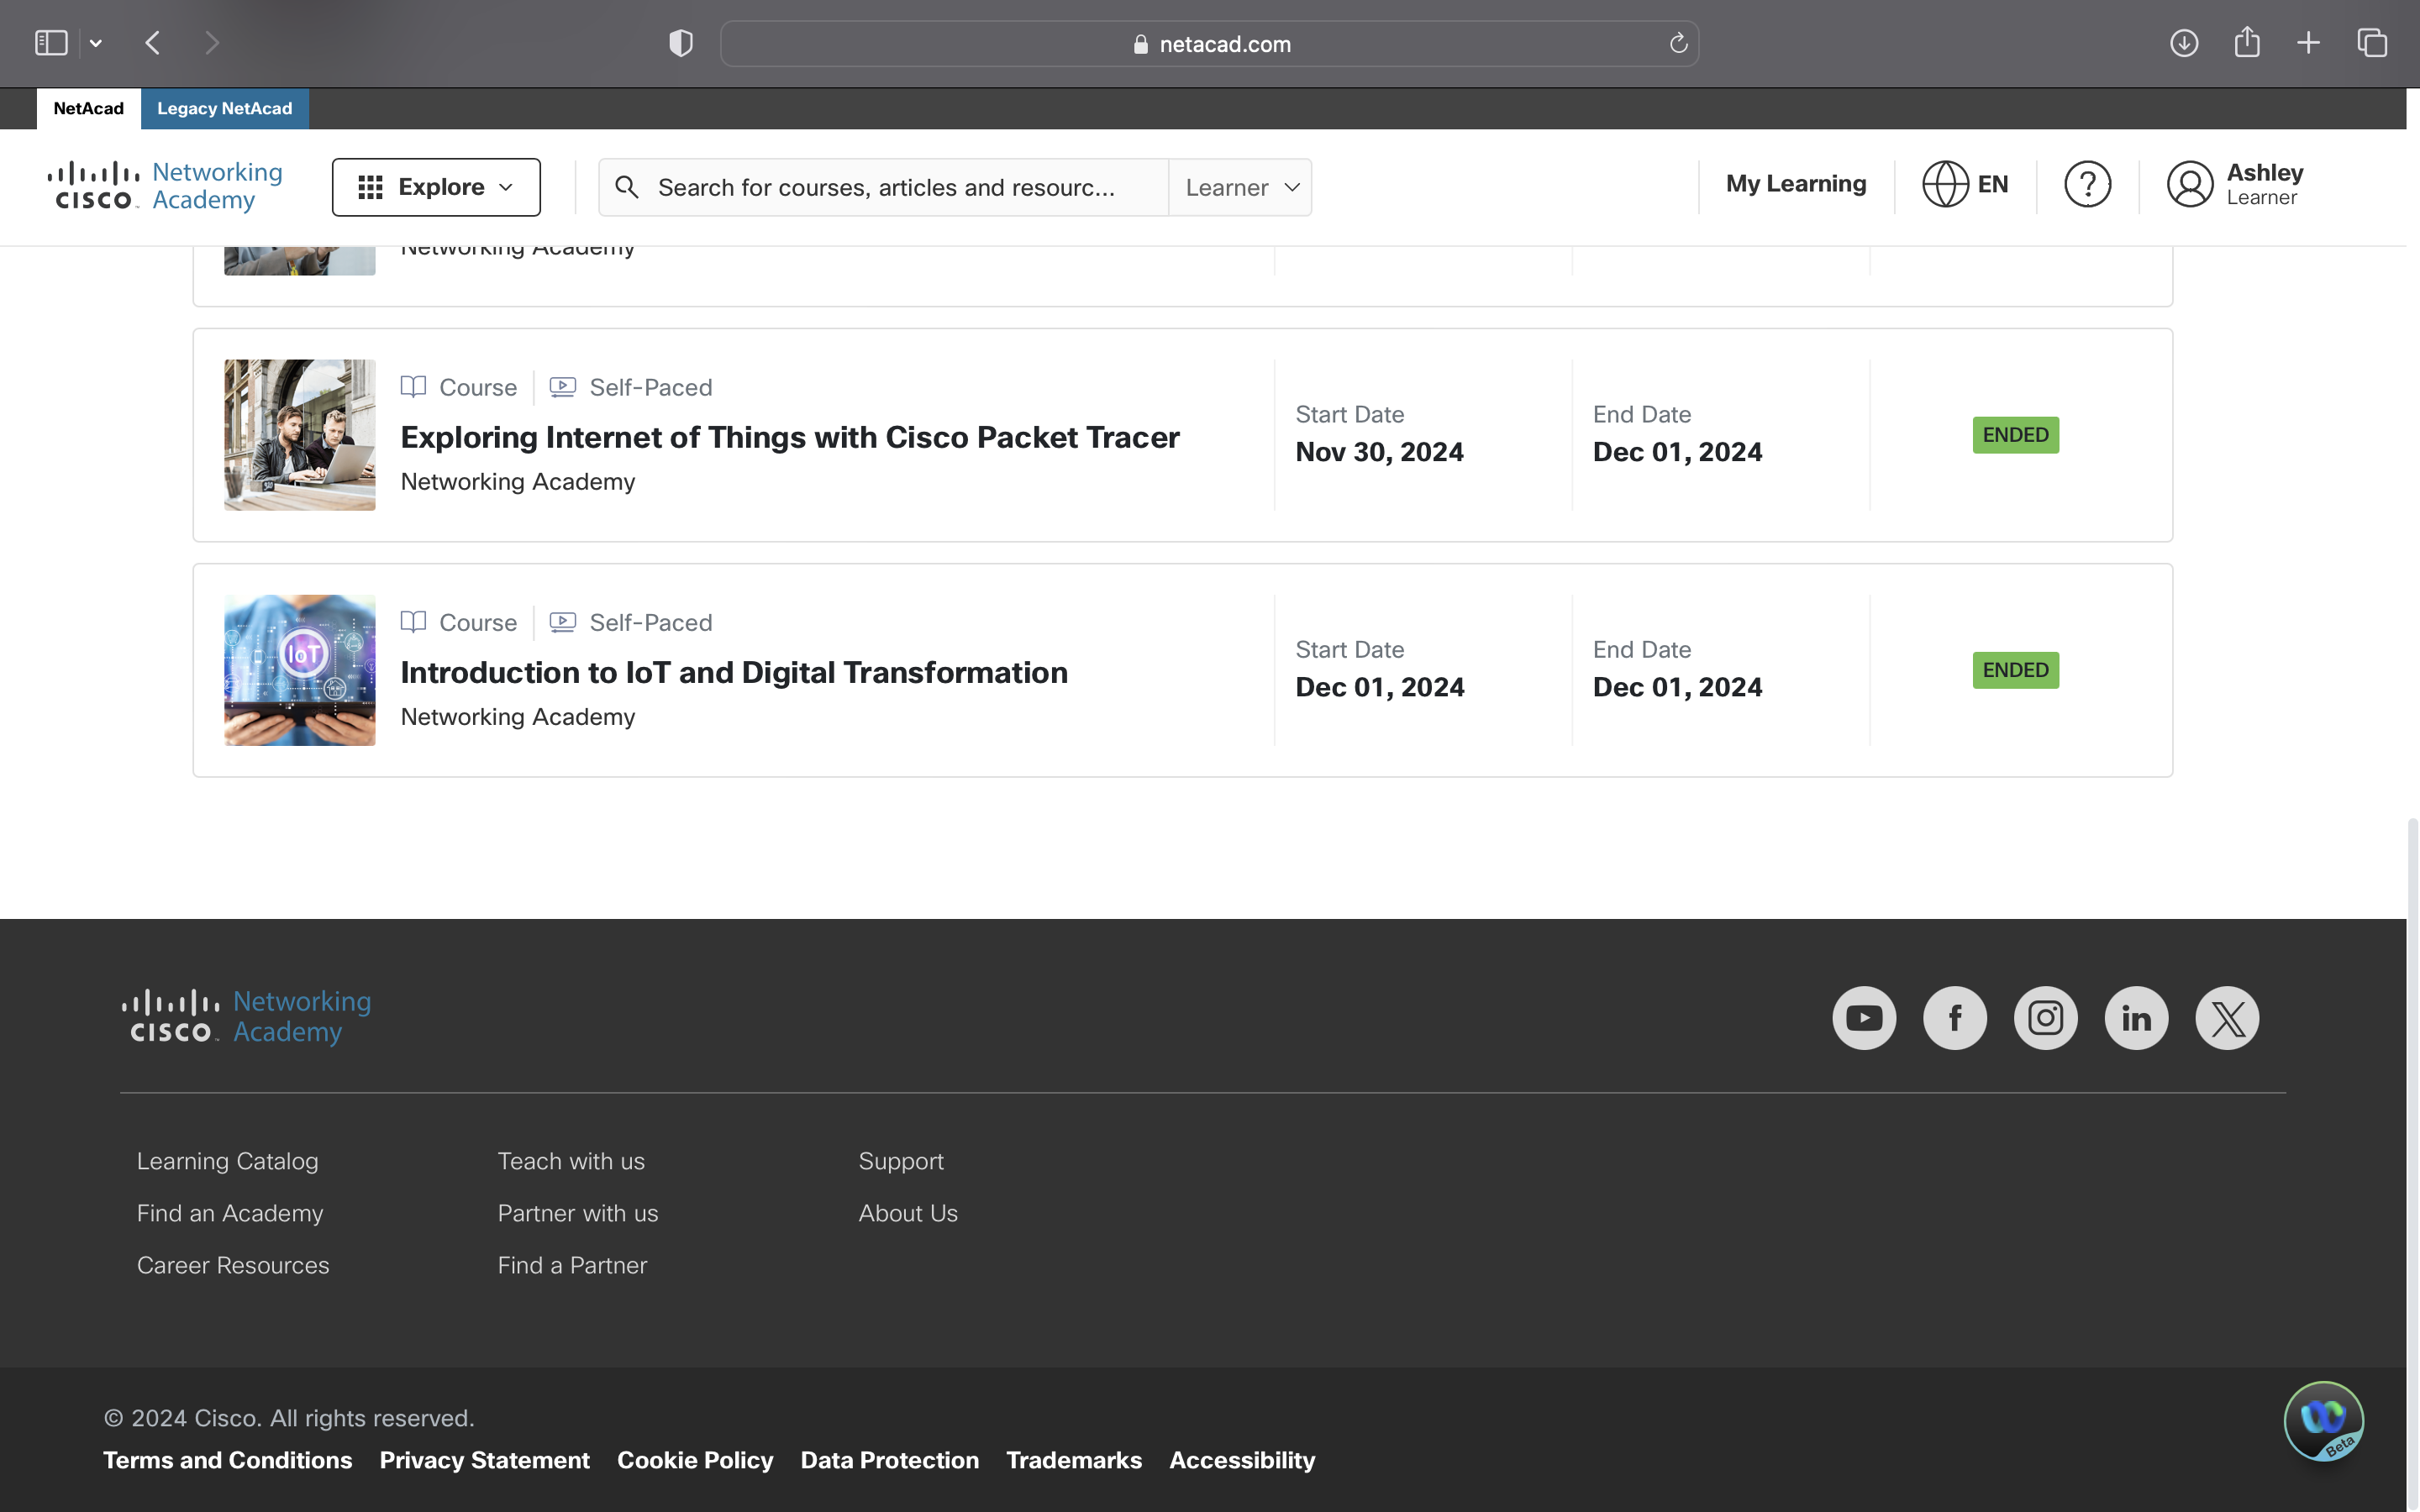 netacad.com
NetAcad Legacy NetAcad
CISCO Networking Academy
Explore
Search for courses, articles and resourc...
Learner
My Learning
EN
?
Ashley
Learner
Networking Academy
Course Self-Paced
Exploring Internet of Things with Cisco Packet Tracer
Networking Academy
Start Date
Nov 30, 2024
End Date
Dec 01, 2024
ENDED
IoT
Course Self-Paced
Introduction to IoT and Digital Transformation
Networking Academy
Start Date
Dec 01, 2024
End Date
Dec 01, 2024
ENDED
CISCO Networking Academy
f
in
X
Learning Catalog
Find an Academy
Career Resources
Teach with us
Partner with us
Find a Partner
Support
About Us
© 2024 Cisco. All rights reserved.
Terms and Conditions Privacy Statement Cookie Policy Data Protection Trademarks Accessibility
Beta